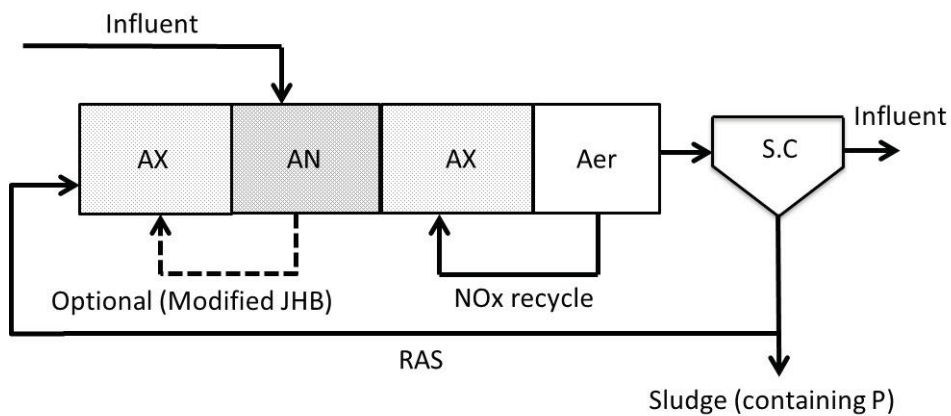 Influent
Influent
AX
AN
AX
Aer
S.C
Optional (Modified JHB)
NOx recycle
RAS
Sludge (containing P)